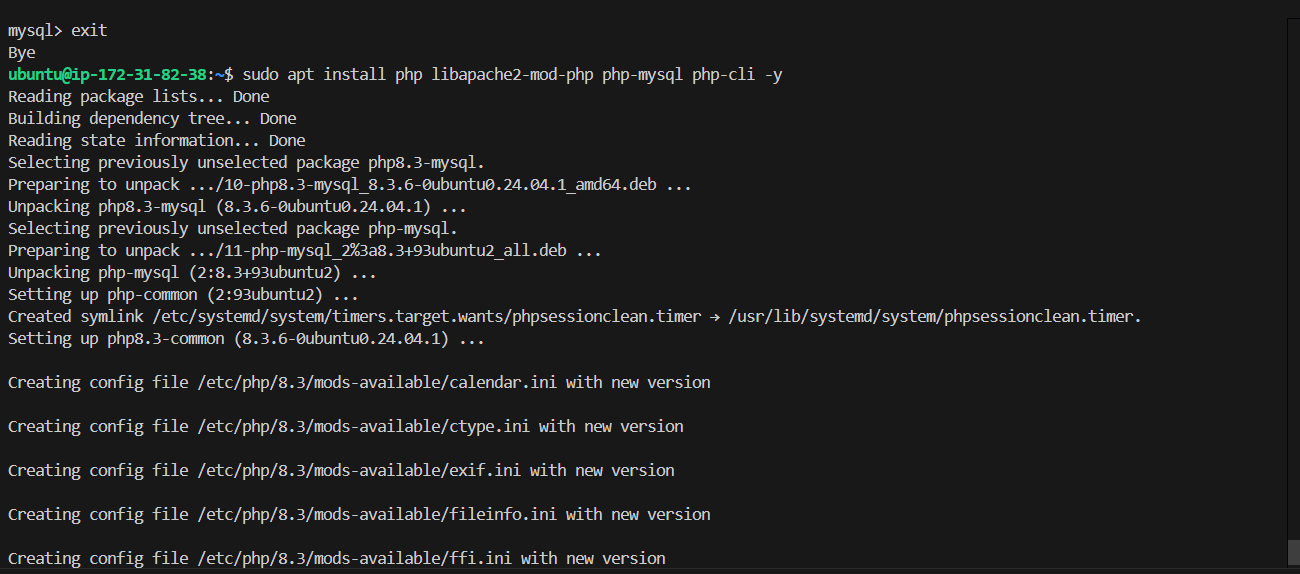 mysql> exit
Bye
ubuntu@ip-172-31-82-38:~$ sudo apt install php libapache2-mod-php php-mysql php-cli -y
Reading package lists... Done
Building dependency tree... Done
Reading state information... Done
Selecting previously unselected package php8.3-mysql.
Preparing to unpack .../10-php8.3-mysql_8.3.6-0ubuntu0.24.04.1_amd64.deb ...
Unpacking php8.3-mysql (8.3.6-0ubuntu0.24.04.1) ...
Selecting previously unselected package php-mysql.
Preparing to unpack .../11-php-mysql_2%3a8.3+93ubuntu2_all.deb ...
Unpacking php-mysql (2:8.3+93ubuntu2) ...
Setting up php-common (2:93ubuntu2) ...
Created symlink /etc/systemd/system/timers.target.wants/phpsessionclean.timer → /usr/lib/systemd/system/phpsessionclean.timer.
Setting up php8.3-common (8.3.6-0ubuntu0.24.04.1) ...
Creating config file /etc/php/8.3/mods-available/calendar.ini with new version
Creating config file /etc/php/8.3/mods-available/ctype.ini with new version
Creating config file /etc/php/8.3/mods-available/exif.ini with new version
Creating config file /etc/php/8.3/mods-available/fileinfo.ini with new version
Creating config file /etc/php/8.3/mods-available/ffi.ini with new version